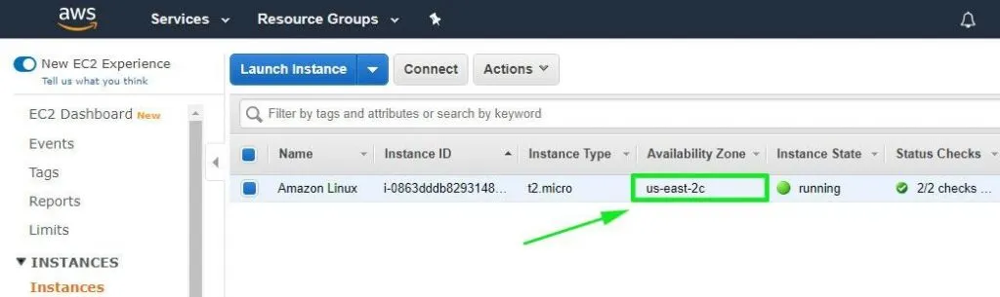 aws Services Resource Groups
New EC2 Experience
Tell us what you think
Launch Instance Connect Actions
EC2 Dashboard New
Events
Tags
Reports
Limits
INSTANCES
Instances
Filter by tags and attributes or search by keyword
Name Instance ID Instance Type Availability Zone Instance State Status Checks
Amazon Linux i-0863dddb8293148... t2.micro us-east-2c running 2/2 checks ...